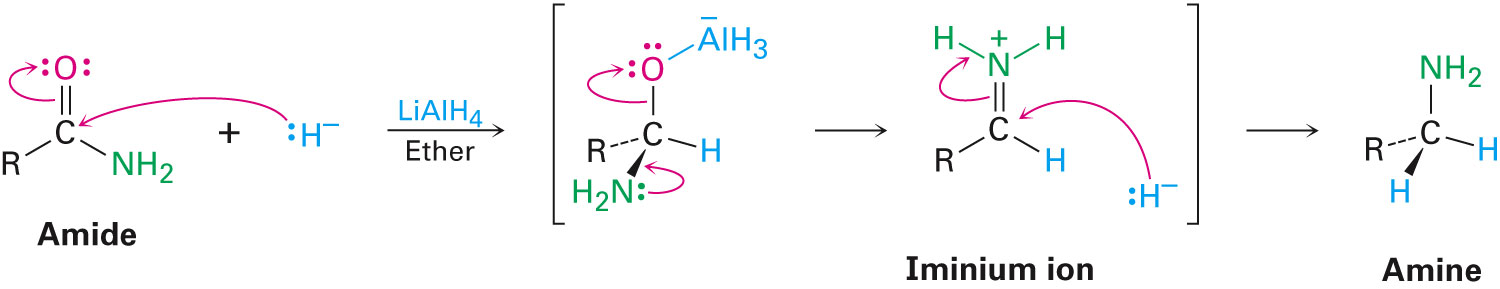 :O:
C
R
NH₂
Amide
+
:H⁻
LiAlH₄
Ether
O
AlH₃
R
C
H
H₂N:
H
+
N
H
C
R
H
:H⁻
Iminium ion
NH₂
R
C
H
H
Amine